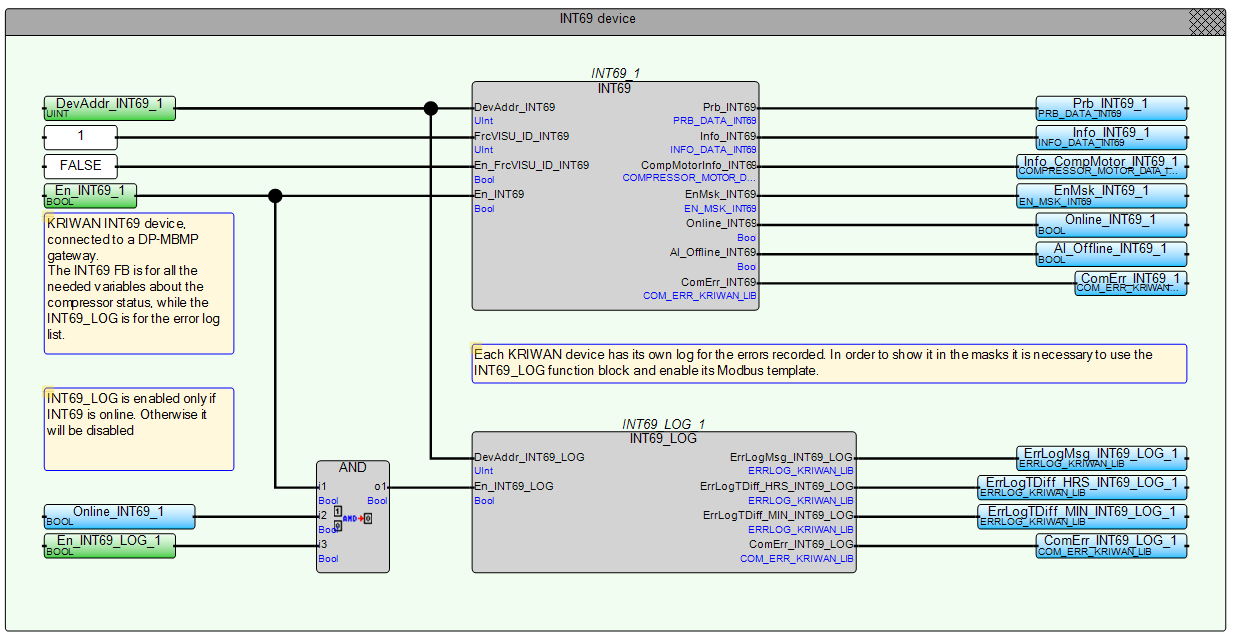 INT69 device
INT69_1
INT69
DevAddr_INT69_1
UINT
1
FALSE
En_INT69_1
BOOL
DevAddr_INT69
UInt
FrcVISU_ID_INT69
UInt
En_FrcVISU_ID_INT69
Bool
En_INT69
Bool
Prb_INT69
PRB_DATA_INT69
Info_INT69
INFO_DATA_INT69
CompMotorInfo_INT69
COMPRESSOR_MOTOR_D...
EnMsk_INT69
EN_MSK_INT69
Online_INT69
Bool
Al_Offline_INT69
Bool
ComErr_INT69
COM_ERR_KRIWAN_LIB
Prb_INT69_1
PRB_DATA_INT69
Info_INT69_1
INFO_DATA_INT69
Info_CompMotor_INT69_1
COMPRESSOR_MOTOR_DATA_T...
EnMsk_INT69_1
EN_MSK_INT69
Online_INT69_1
BOOL
Al_Offline_INT69_1
BOOL
ComErr_INT69_1
COM_ERR_KRIWAN...
KRIWAN INT69 device,
connected to a DP-MBMP
gateway.
The INT69 FB is for all the
needed variables about the
compressor status, while the
INT69_LOG is for the error log
list.
Each KRIWAN device has its own log for the errors recorded. In order to show it in the masks it is necessary to use the
INT69_LOG function block and enable its Modbus template.
INT69_LOG is enabled only if
INT69 is online. Otherwise it
will be disabled
Online_INT69_1
BOOL
En_INT69_LOG_1
BOOL
AND
i1
Bool
i2
Bool
i3
Bool
o1
Bool
1
0
AND
0
INT69_LOG_1
INT69_LOG
DevAddr_INT69_LOG
UInt
En_INT69_LOG
Bool
ErrLogMsg_INT69_LOG
ERRLOG_KRIWAN_LIB
ErrLogTDiff_HRS_INT69_LOG
ERRLOG_KRIWAN_LIB
ErrLogTDiff_MIN_INT69_LOG
ERRLOG_KRIWAN_LIB
ComErr_INT69_LOG
COM_ERR_KRIWAN_LIB
ErrLogMsg_INT69_LOG_1
ERRLOG_KRIWAN_LIB
ErrLogTDiff_HRS_INT69_LOG_1
ERRLOG_KRIWAN_LIB
ErrLogTDiff_MIN_INT69_LOG_1
ERRLOG_KRIWAN_LIB
ComErr_INT69_LOG_1
COM_ERR_KRIWAN_LIB